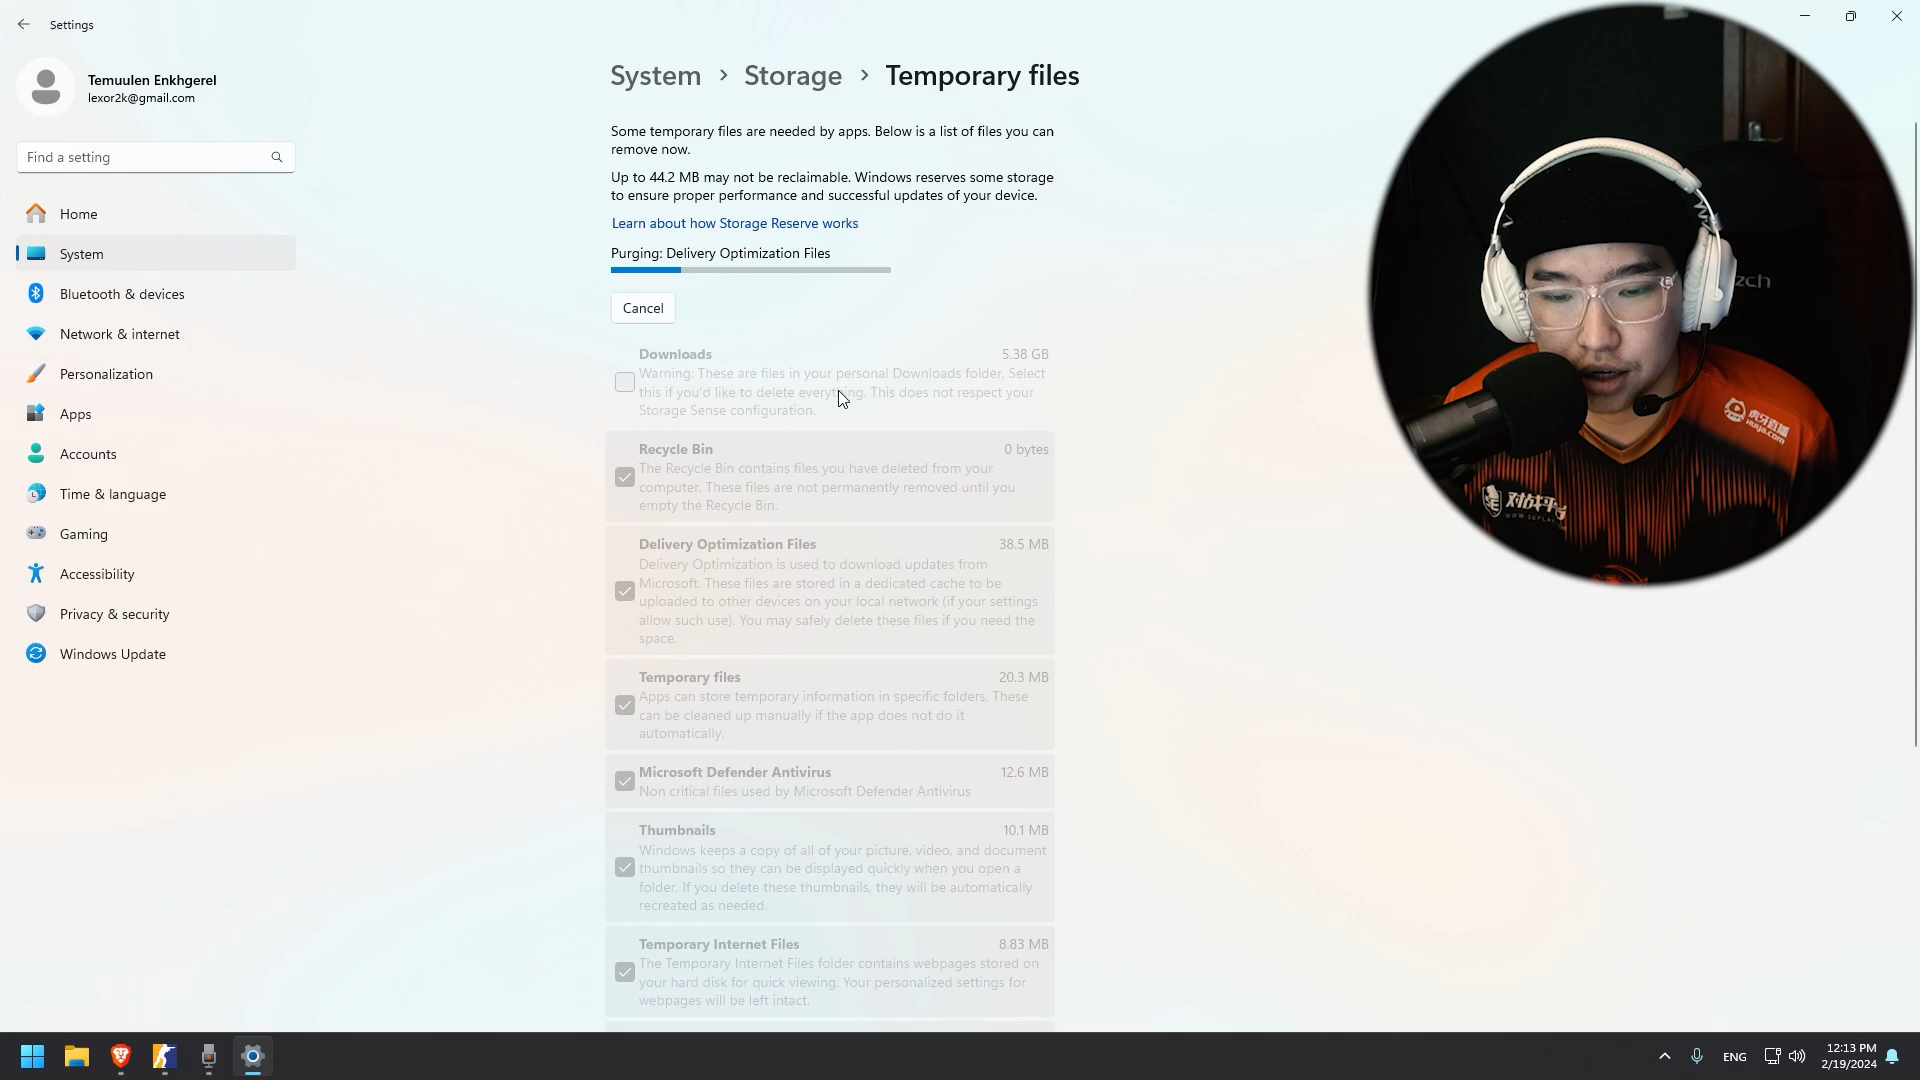 Settings
Temuulen Enkhgerel
lexor2k@gmail.com
Find a setting
Home
System
Bluetooth & devices
Network & internet
Personalization
Apps
Accounts
Time & language
Gaming
Accessibility
Privacy & security
Windows Update
System > Storage > Temporary files
Some temporary files are needed by apps. Below is a list of files you can
remove now.
Up to 44.2 MB may not be reclaimable. Windows reserves some storage
to ensure proper performance and successful updates of your device.
Learn about how Storage Reserve works
Purging: Delivery Optimization Files
Cancel
Downloads 5.38 GB
Warning: These are files in your personal Downloads folder. Select
this if you'd like to delete everything. This does not respect your
Storage Sense configuration.
Recycle Bin 0 bytes
The Recycle Bin contains files you have deleted from your
computer. These files are not permanently removed until you
empty the Recycle Bin.
Delivery Optimization Files 38.5 MB
Delivery Optimization is used to download updates from
Microsoft. These files are stored in a dedicated cache to be
uploaded to other devices on your local network (if your settings
allow such use). You may safely delete these files if you need the
space.
Temporary files 20.3 MB
Apps can store temporary information in specific folders. These
can be cleaned up manually if the app does not do it
automatically.
Microsoft Defender Antivirus 12.6 MB
Non critical files used by Microsoft Defender Antivirus
Thumbnails 10.1 MB
Windows keeps a copy of all of your picture, video, and document
thumbnails so they can be displayed quickly when you open a
folder. If you delete these thumbnails, they will be automatically
recreated as needed.
Temporary Internet Files 8.83 MB
The Temporary Internet Files folder contains webpages stored on
your hard disk for quick viewing. Your personalized settings for
webpages will be left intact.
zch
虎牙直播
Huya.com
对战平台
ENG
12:13 PM
2/19/2024